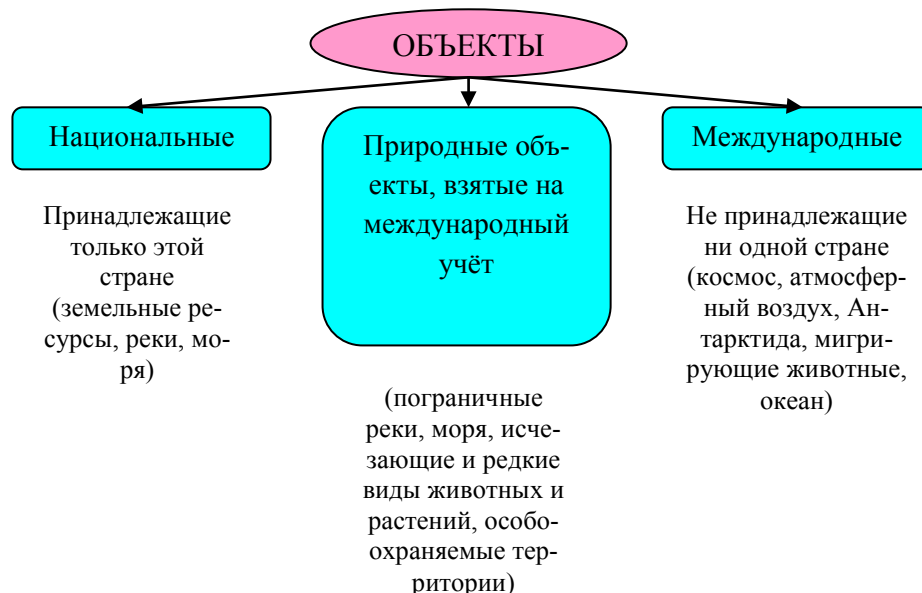 ОБЪЕКТЫ
Национальные
Принадлежащие
только этой
стране
(земельные ре-
сурсы, реки, мо-
ря)
Природные объ-
екты, взятые на
международный
учёт
(пограничные
реки, моря, исче-
зающие и редкие
виды животных и
растений, особо-
охраняемые тер-
ритории)
Международные
Не принадлежащие
ни одной стране
(космос, атмосфер-
ный воздух, Ан-
тарктида, мигри-
рующие животные,
океан)